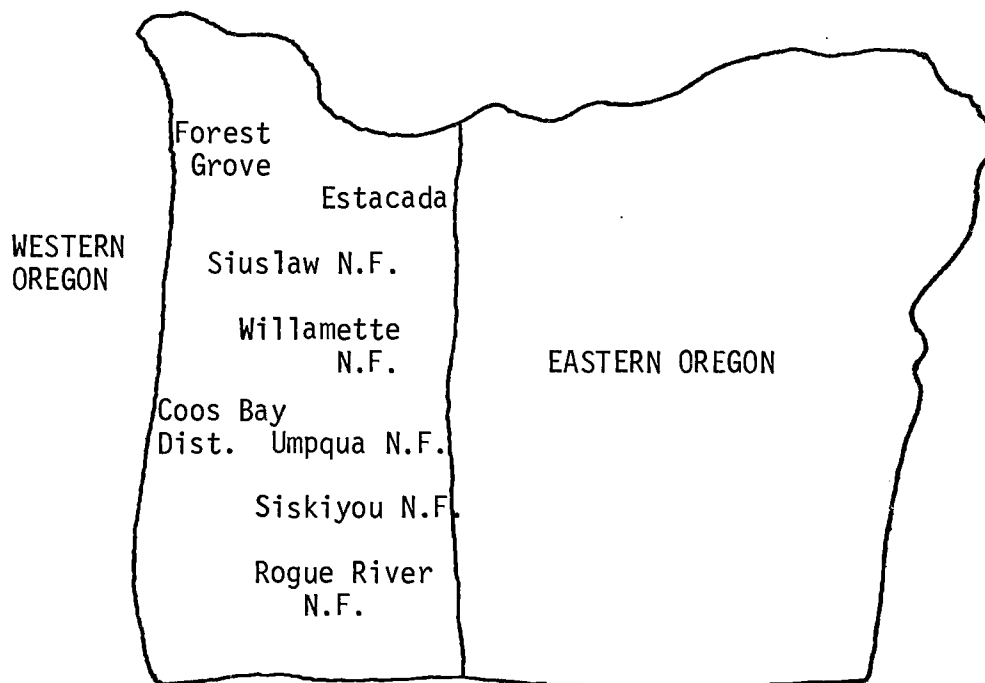 Forest
Grove
Estacada
WESTERN
OREGON
Siuslaw N.F.
Willamette
N.F.
EASTERN OREGON
Coos Bay
Dist. Umpqua N.F.
Siskiyou N.F.
Rogue River
N.F.